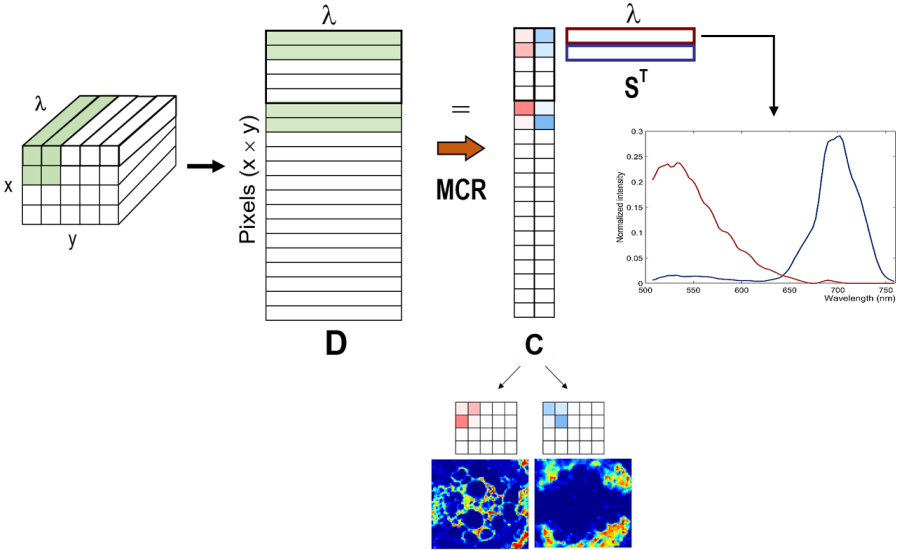 λ
x
y
λ
Pixels (x × y)
D
=
MCR
C
λ
Sᵀ
Normalized intensity
0.3
0.25
0.2
0.15
0.1
0.05
0
500 550 600 650 700 750
Wavelength (nm)